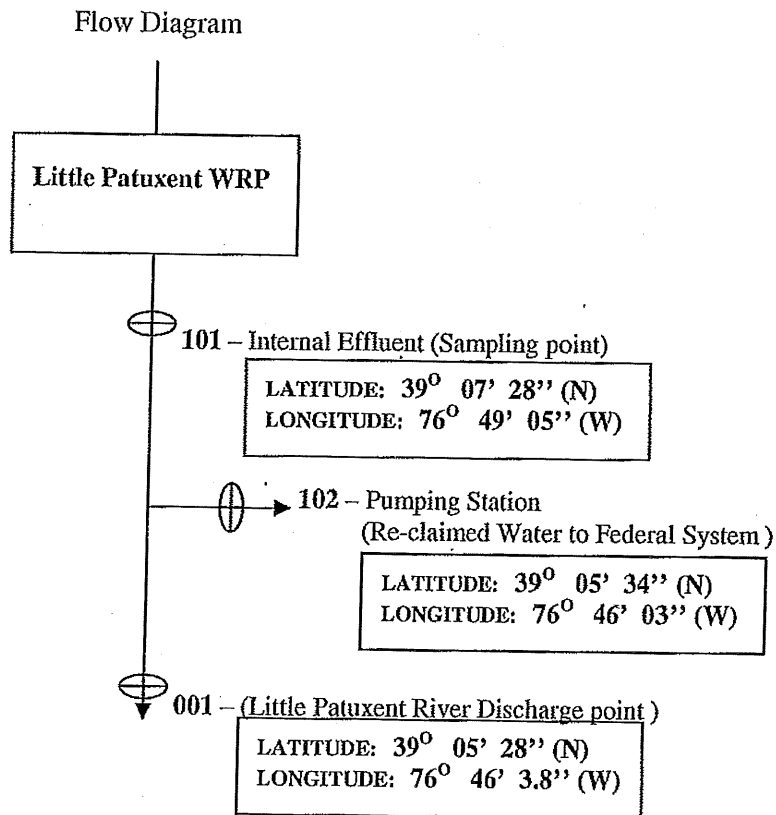 Flow Diagram
Little Patuxent WRP
101 – Internal Effluent (Sampling point)
LATITUDE: 39° 07’ 28’’ (N)
LONGITUDE: 76° 49’ 05’’ (W)
102 – Pumping Station
(Re-claimed Water to Federal System )
LATITUDE: 39° 05’ 34’’ (N)
LONGITUDE: 76° 46’ 03’’ (W)
001 – (Little Patuxent River Discharge point )
LATITUDE: 39° 05’ 28’’ (N)
LONGITUDE: 76° 46’ 3.8’’ (W)